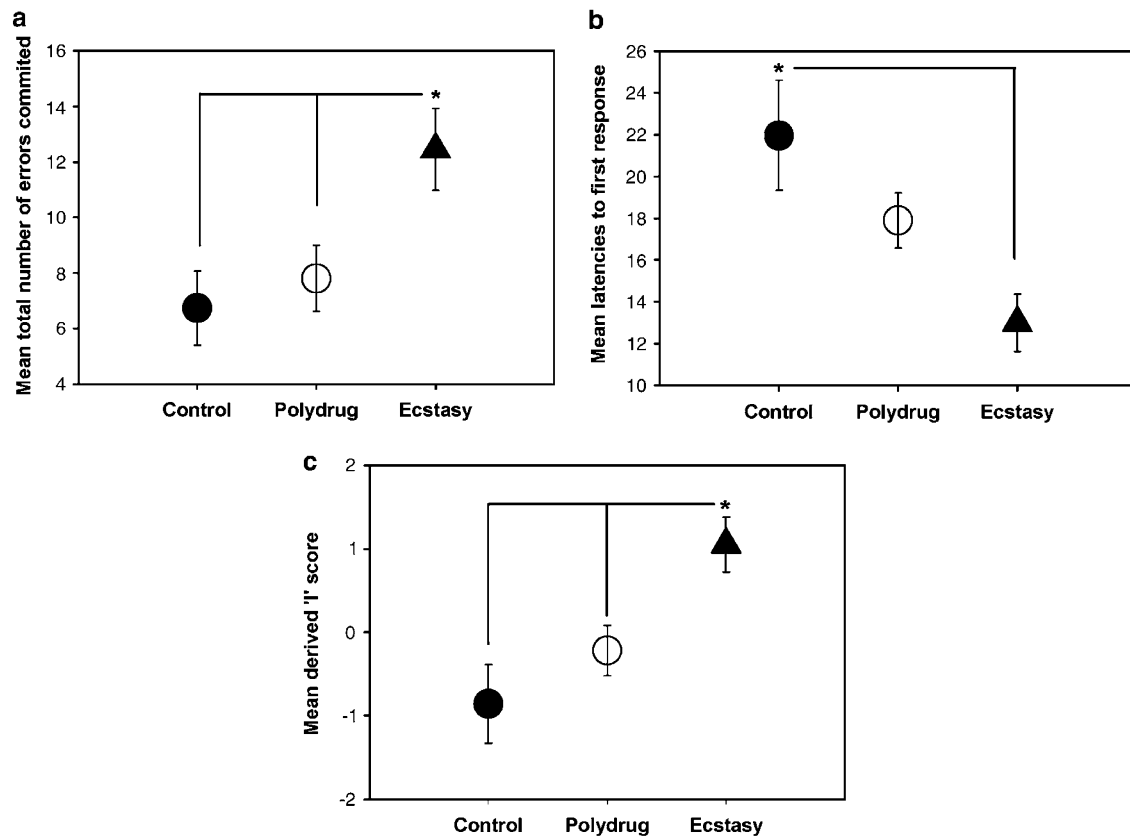 a
Mean total number of errors commited
16
14
12
10
8
6
4
*
Control Polydrug Ecstasy
b
Mean latencies to first response
26
24
22
20
18
16
14
12
10
*
Control Polydrug Ecstasy
c
Mean derived 'I' score
2
1
0
-1
-2
*
Control Polydrug Ecstasy